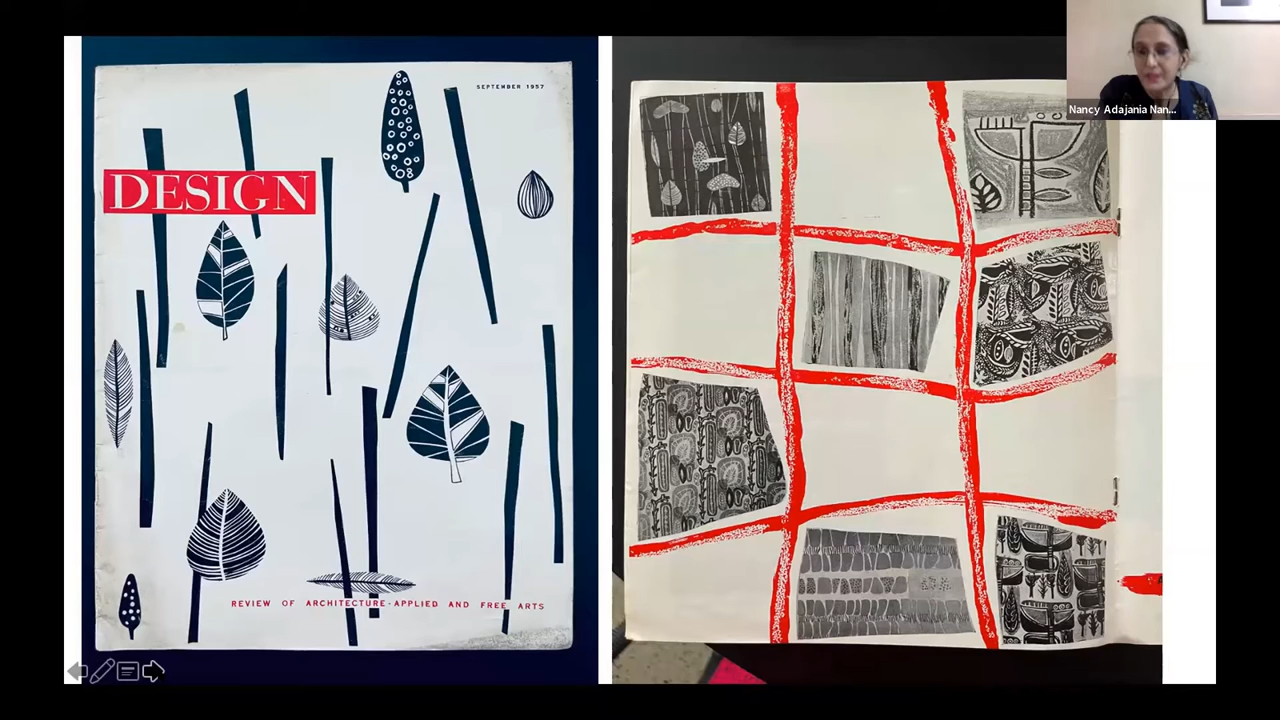 SEPTEMBER 1957
DESIGN
REVIEW OF ARCHITECTURE·APPLIED AND FREE ARTS
Nancy Adajania Nan...